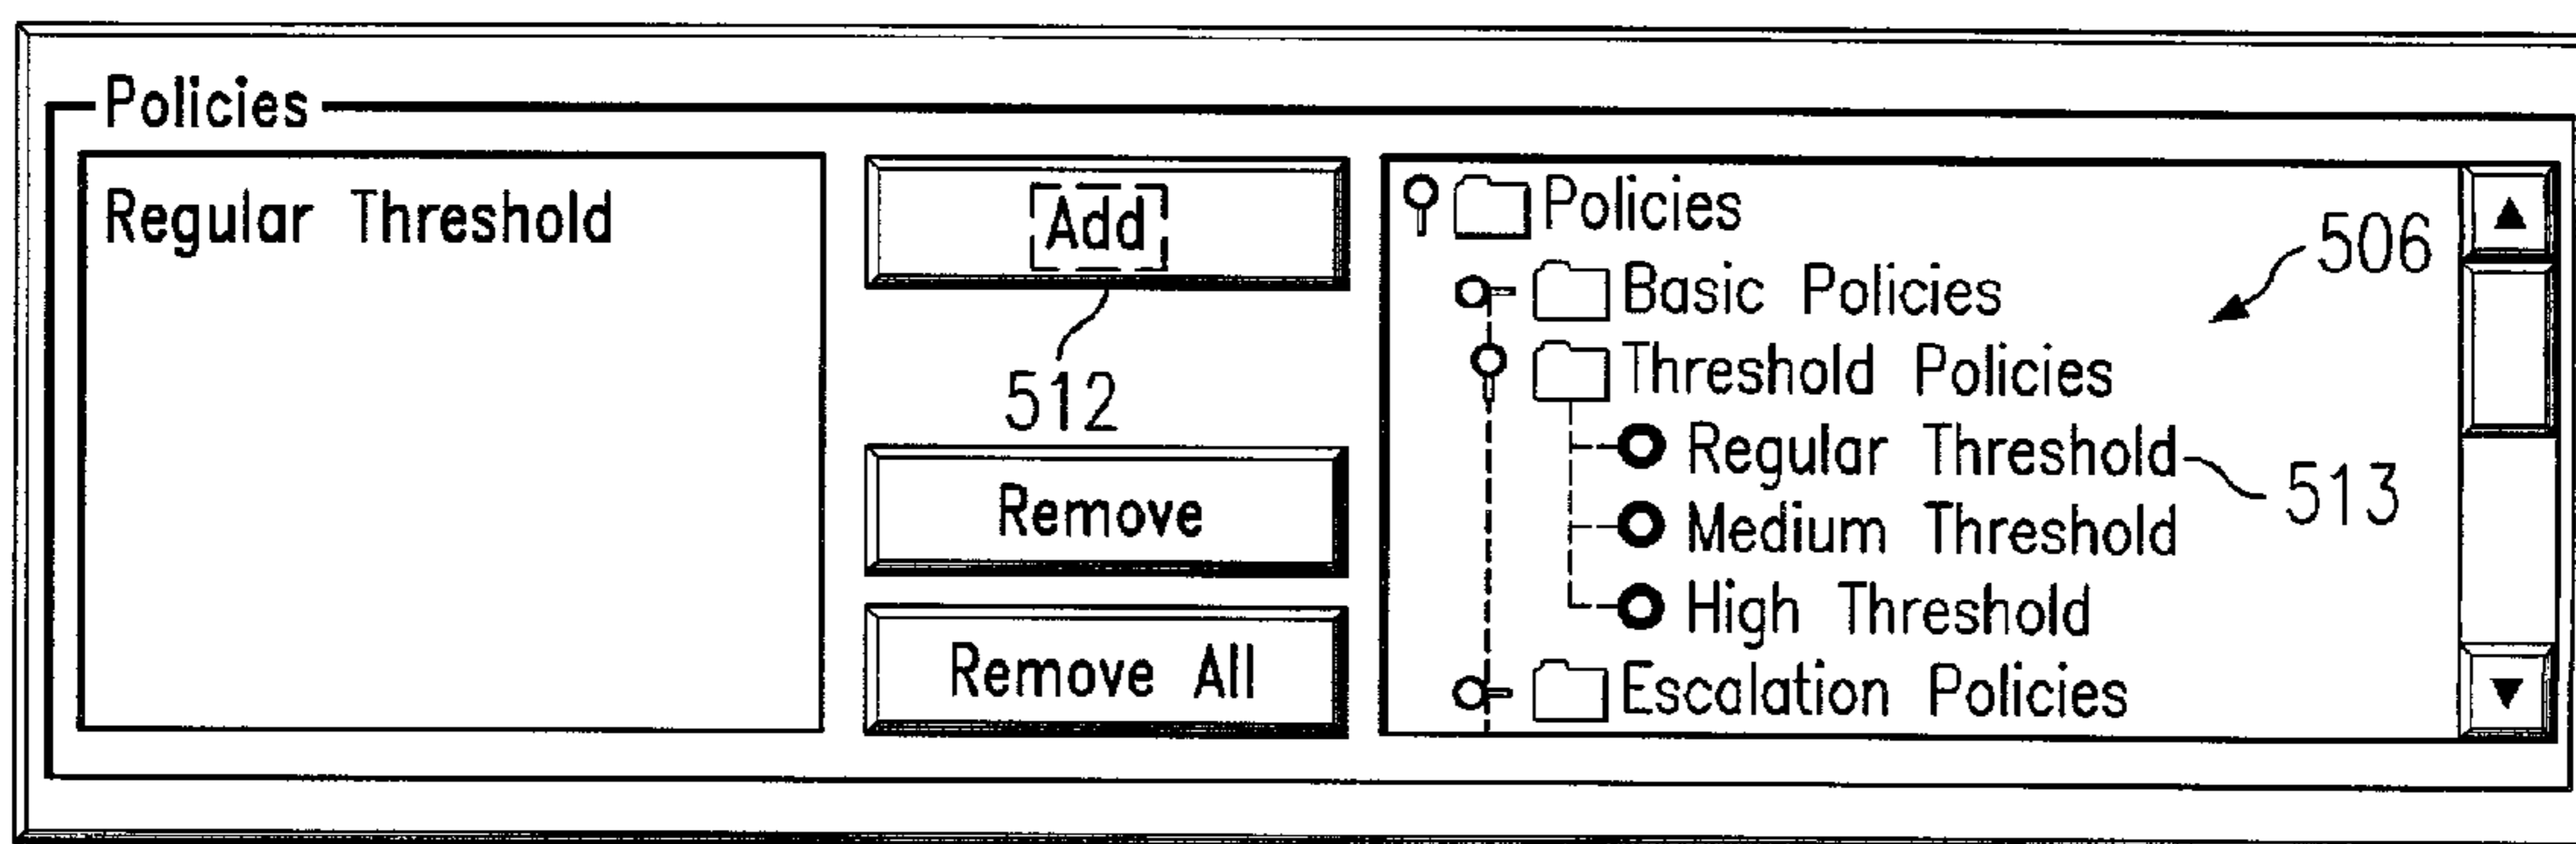 Policies
Regular Threshold
Add
512
Remove
Remove All
Policies
506
Basic Policies
Threshold Policies
Regular Threshold
513
Medium Threshold
High Threshold
Escalation Policies